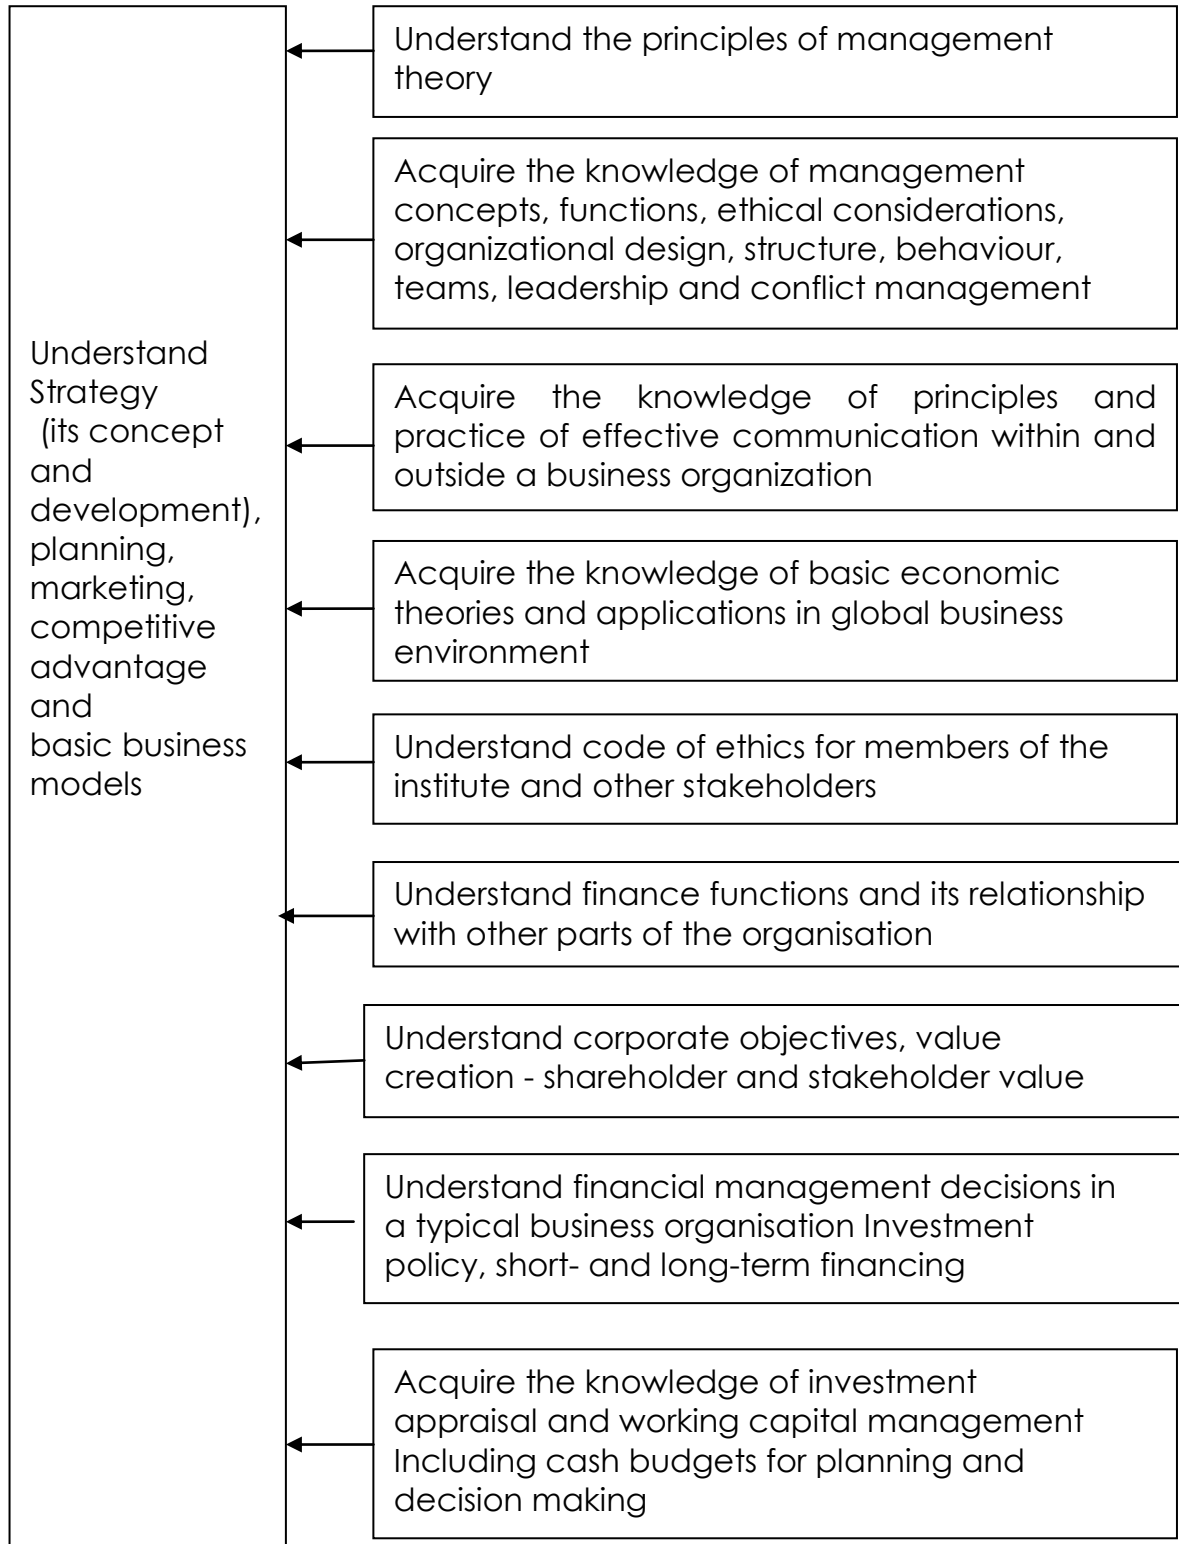 Understand
Strategy
(its concept
and
development),
planning,
marketing,
competitive
advantage
and
basic business
models
Understand the principles of management
theory
Acquire the knowledge of management
concepts, functions, ethical considerations,
organizational design, structure, behaviour,
teams, leadership and conflict management
Acquire the knowledge of principles and
practice of effective communication within and
outside a business organization
Acquire the knowledge of basic economic
theories and applications in global business
environment
Understand code of ethics for members of the
institute and other stakeholders
Understand finance functions and its relationship
with other parts of the organisation
Understand corporate objectives, value
creation - shareholder and stakeholder value
Understand financial management decisions in
a typical business organisation Investment
policy, short- and long-term financing
Acquire the knowledge of investment
appraisal and working capital management
Including cash budgets for planning and
decision making